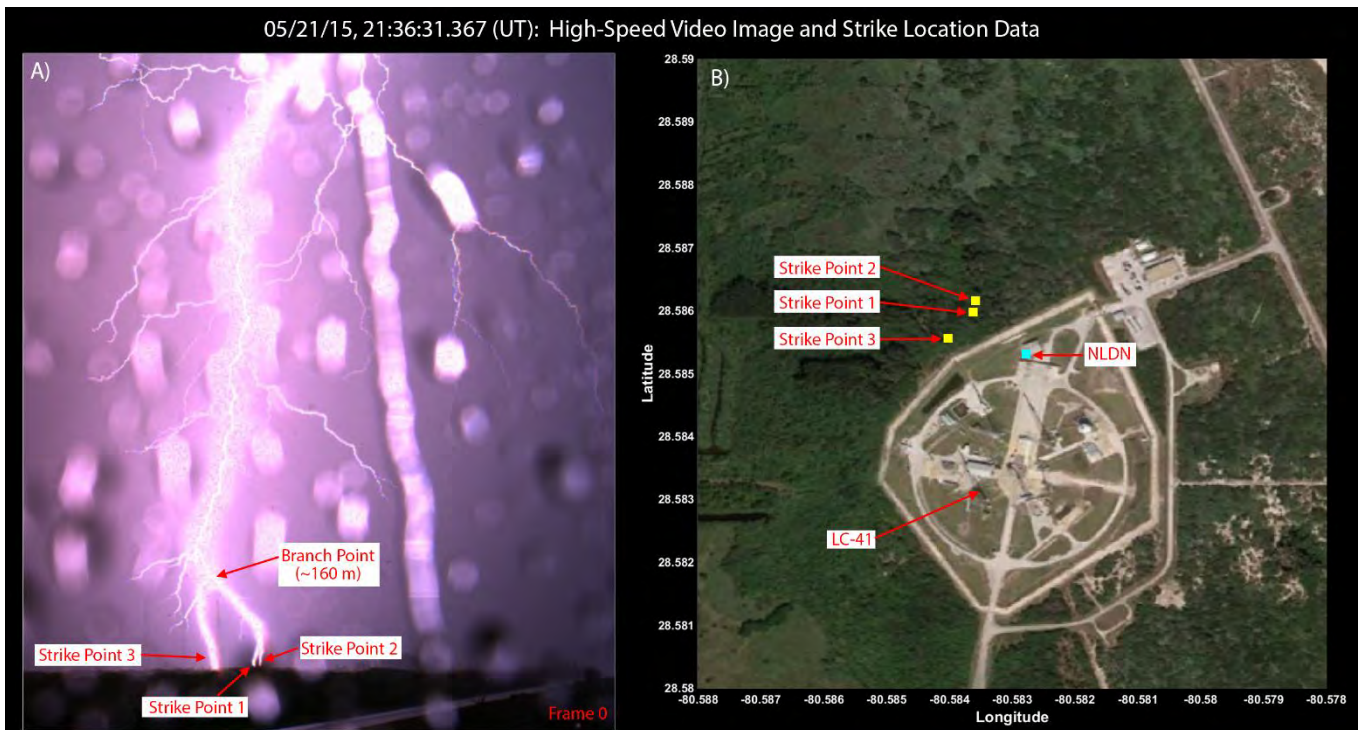 05/21/15, 21:36:31.367 (UT): High-Speed Video Image and Strike Location Data
A)
Branch Point
(~160 m)
Strike Point 3
Strike Point 2
Strike Point 1
Frame 0
B)
28.59
28.589
28.588
28.587
28.586
28.585
28.584
28.583
28.582
28.581
28.58
Latitude
Strike Point 2
Strike Point 1
Strike Point 3
NLDN
LC-41
-80.588 -80.587 -80.586 -80.585 -80.584 -80.583 -80.582 -80.581 -80.58 -80.579 -80.578
Longitude